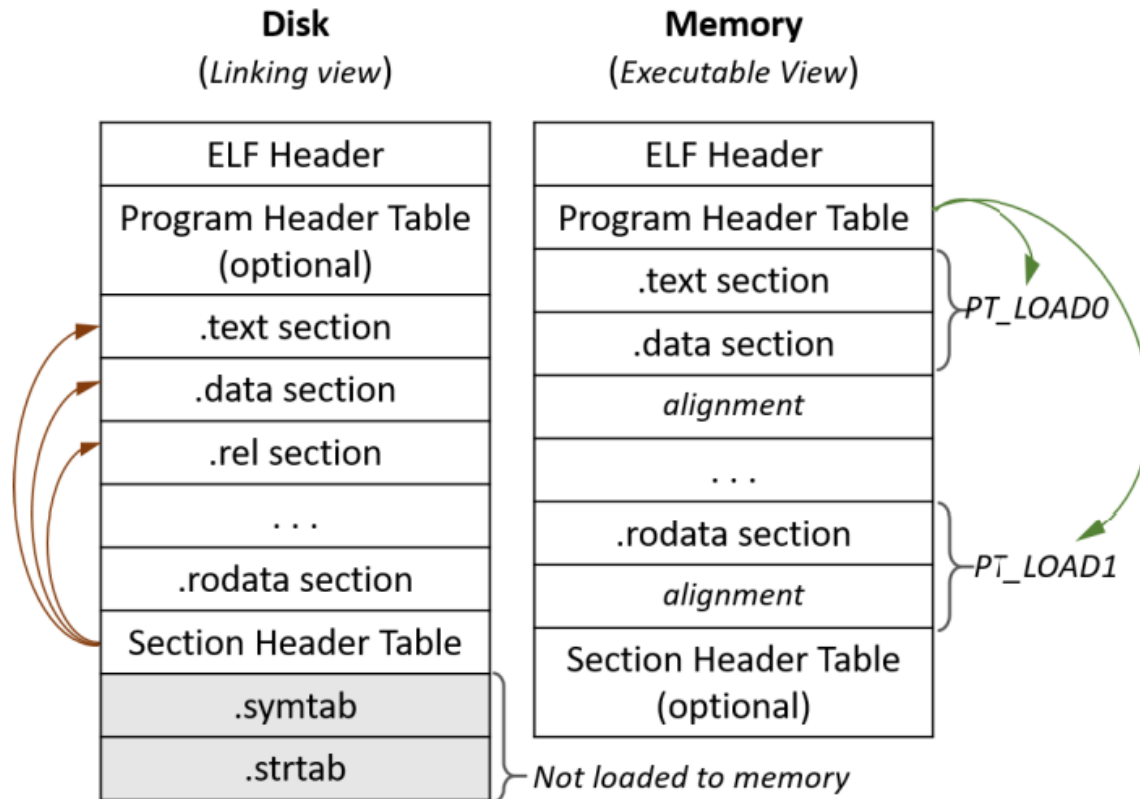 Disk
(Linking view)
ELF Header
Program Header Table
(optional)
.text section
.data section
.rel section
. . .
.rodata section
Section Header Table
.symtab
.strtab
Memory
(Executable View)
ELF Header
Program Header Table
.text section
.data section
alignment
. . .
.rodata section
alignment
Section Header Table
(optional)
PT_LOAD0
PT_LOAD1
Not loaded to memory